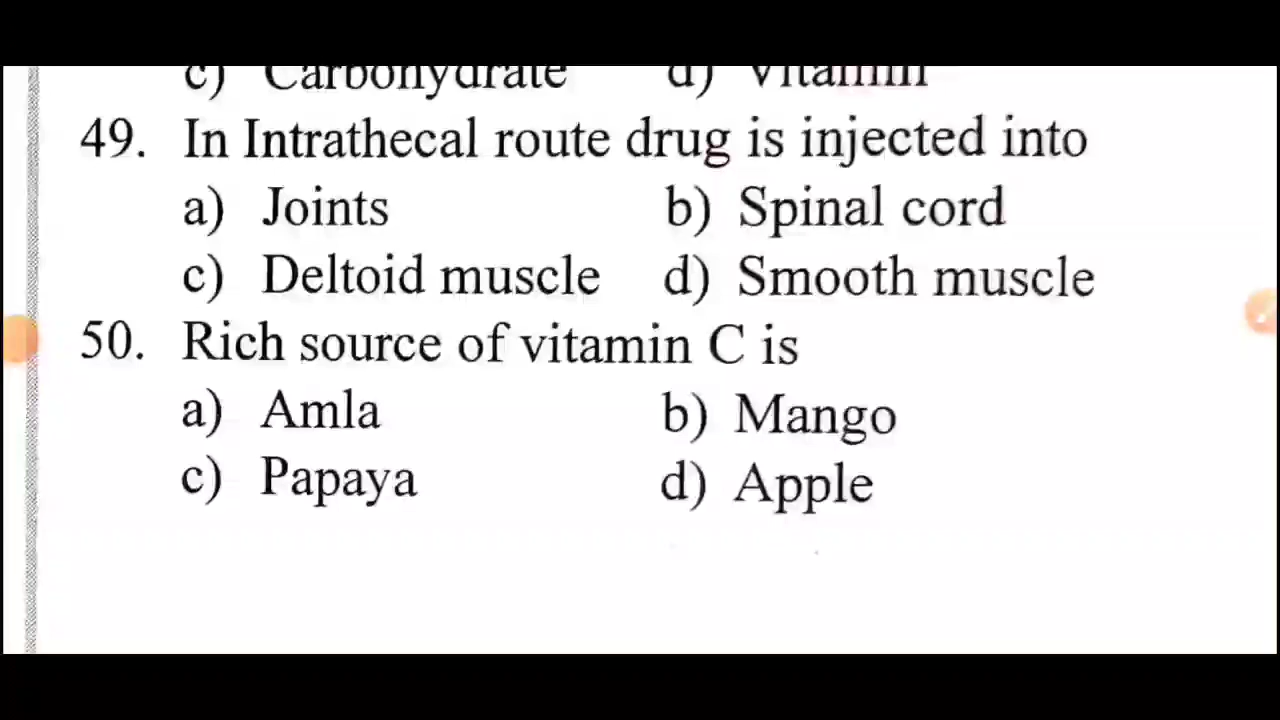 c) Carbohydrate d) Vitamin
49. In Intrathecal route drug is injected into
a) Joints b) Spinal cord
c) Deltoid muscle d) Smooth muscle
50. Rich source of vitamin C is
a) Amla b) Mango
c) Papaya d) Apple